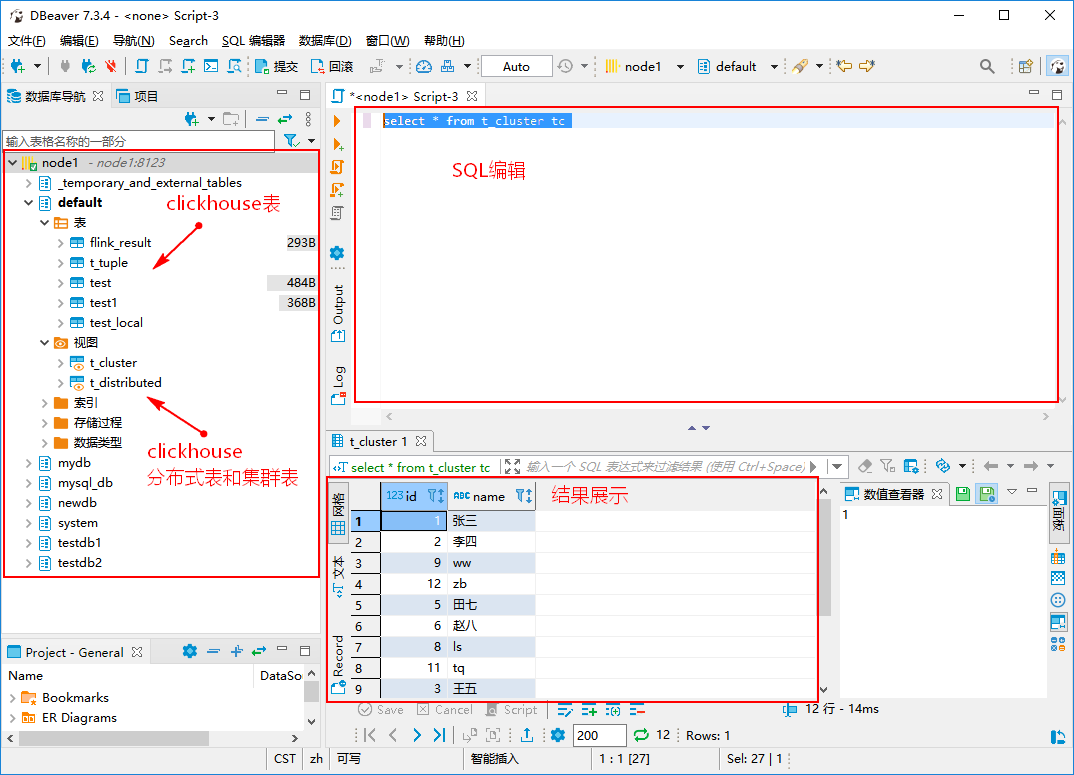 DBeaver 7.3.4 - <none> Script-3
文件(F) 编辑(E) 导航(N) Search SQL 编辑器 数据库(D) 窗口(W) 帮助(H)
提交 回滚 Auto node1 default
数据库导航 项目
输入表格名称的一部分
node1 - node1:8123
_temporary_and_external_tables
default
clickhouse表
表
flink_result 293B
t_tuple
test 484B
test1 368B
test_local
视图
t_cluster
t_distributed
索引
存储过程
数据类型
clickhouse
分布式表和集群表
mydb
mysql_db
newdb
system
testdb1
testdb2
Project - General
Name DataSo
Bookmarks
ER Diagrams
*<node1> Script-3
select * from t_cluster tc
SQL编辑
Output
Log
t_cluster 1
select * from t_cluster tc 输入一个 SQL 表达式来过滤结果 (使用 Ctrl+Space)
网格
文本
Record
123 id ABC name
结果展示
1 1 张三
2 2 李四
3 9 ww
4 12 zb
5 5 田七
6 6 赵八
7 8 ls
8 11 tq
9 3 王五
数值查看器
1
面板
Save Cancel Script
12 行 - 14ms
200 12 Rows: 1
CST zh 可写 智能插入 1 : 1 [27] Sel: 27 | 1